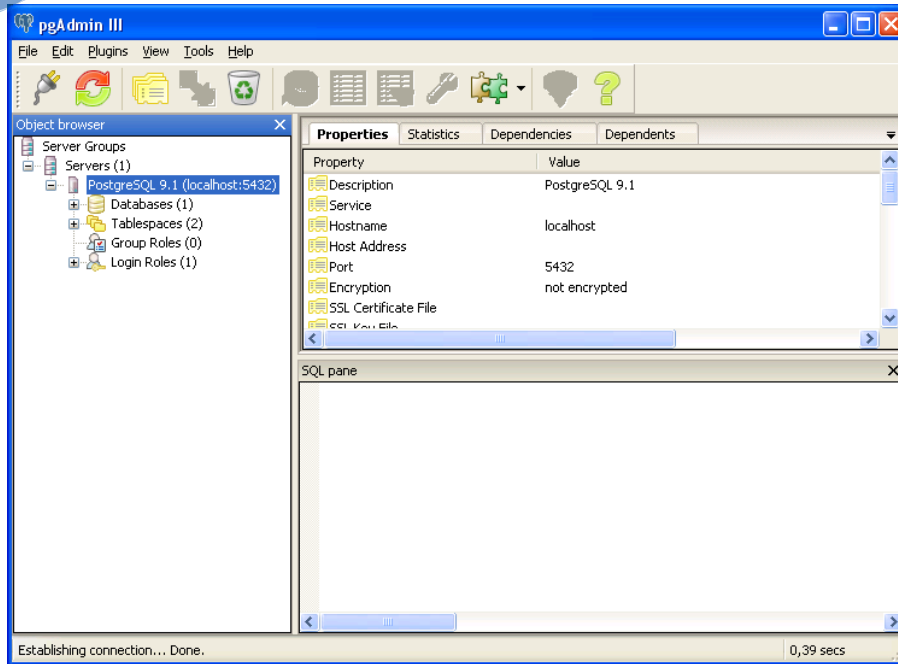 pgAdmin III
File Edit Plugins View Tools Help
Object browser
Server Groups
Servers (1)
PostgreSQL 9.1 (localhost:5432)
Databases (1)
Tablespaces (2)
Group Roles (0)
Login Roles (1)
Properties Statistics Dependencies Dependents
Property Value
Description PostgreSQL 9.1
Service
Hostname localhost
Host Address
Port 5432
Encryption not encrypted
SSL Certificate File
SSL Key File
SQL pane
Establishing connection... Done. 0,39 secs